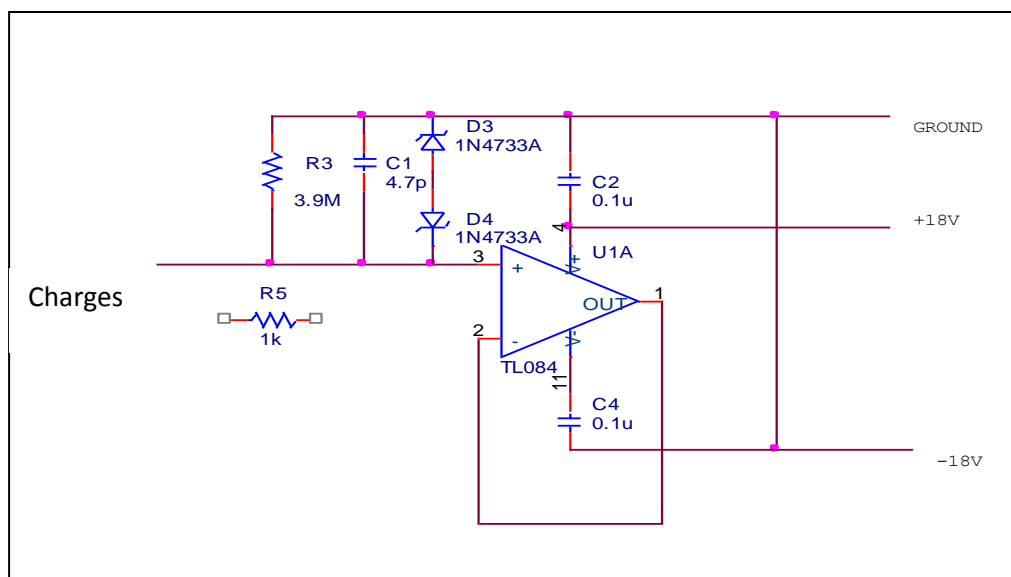 D3
1N4733A
GROUND
R3
3.9M
C1
4.7p
C2
0.1u
D4
1N4733A
+18V
4
U1A
3
+
V+
Charges
R5
1k
OUT
1
2
-
V-
TL084
11
C4
0.1u
-18V